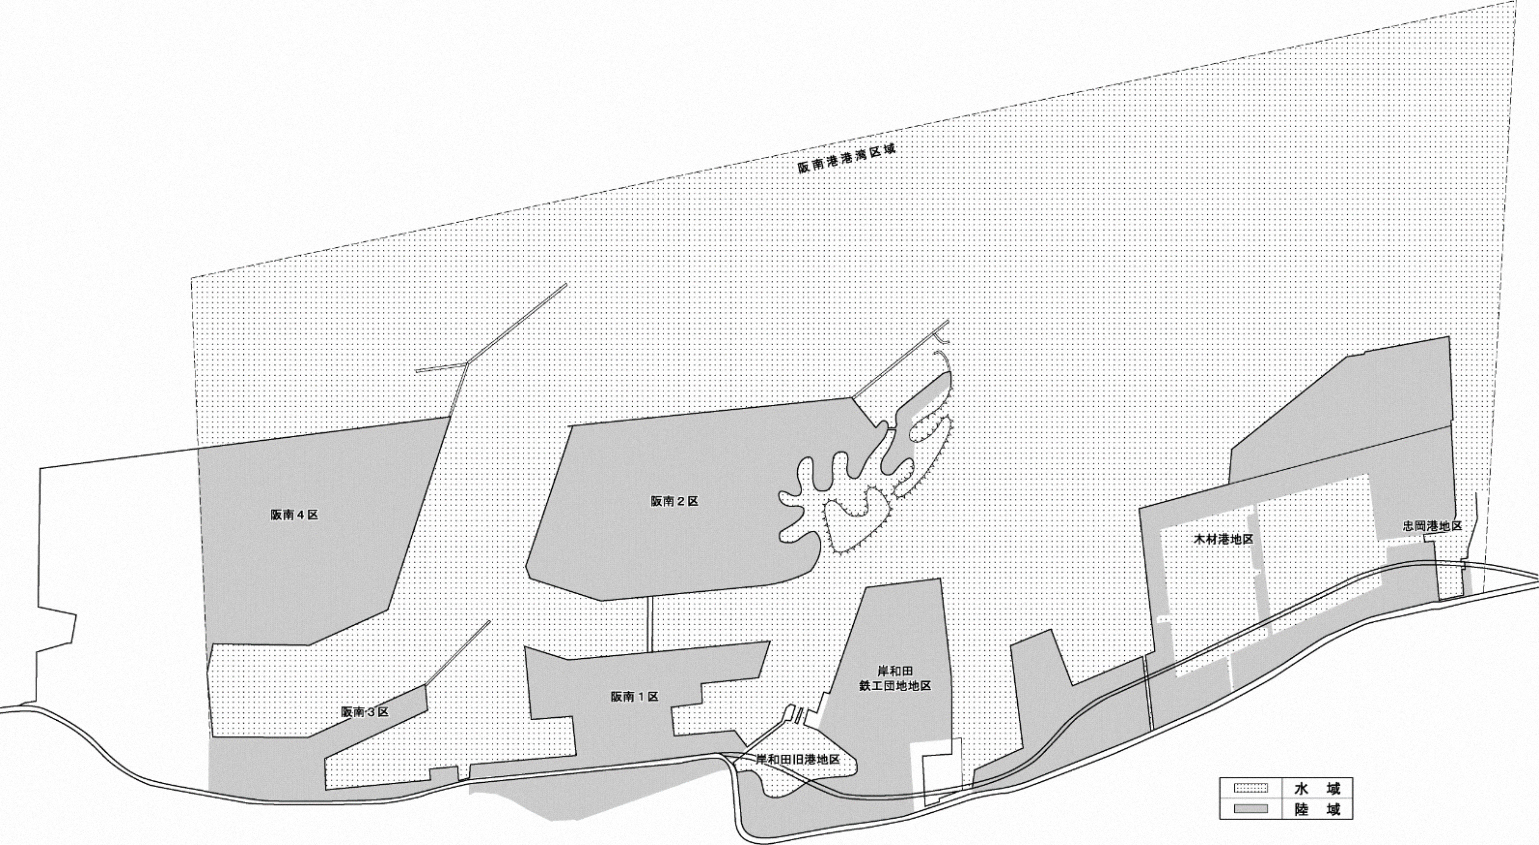 阪南港港湾区域
阪南4区
阪南2区
忠岡港地区
木材港地区
岸和田
鉄工団地地区
阪南1区
阪南3区
岸和田旧港地区
水 域
陸 域